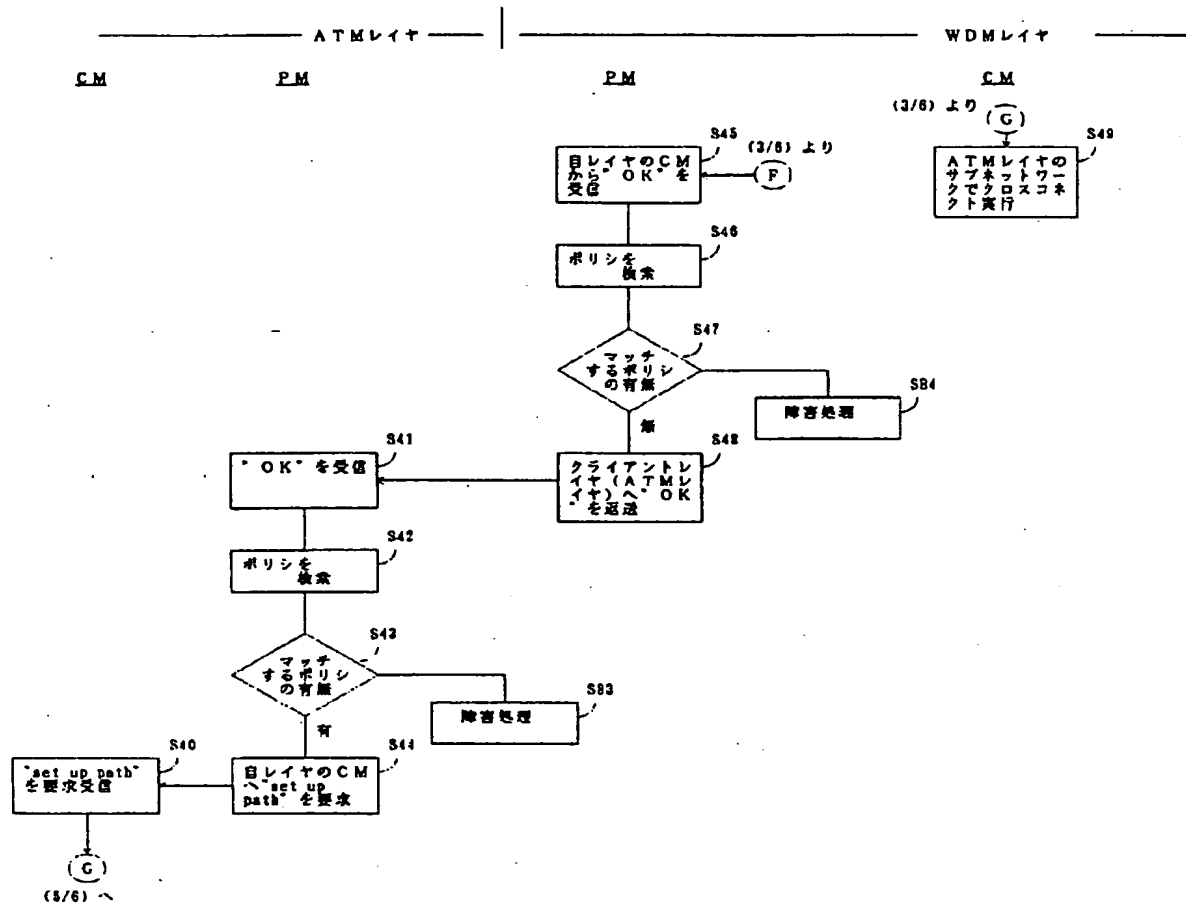 ATMレイヤ
WDMレイヤ
CM
PM
PM
CM
(3/6) より
G
S49
ATMレイヤの
サブネットワー
クでクロスコネ
クト実行
S45
(3/6) より
自レイヤのCM
から"OK"を
受信
F
S46
ポリシを
検索
S47
マッチ
するポリシ
の有無
S84
障害処理
無
S48
クライアントレ
イヤ(ATMレ
イヤ)へ"OK
"を返送
S41
"OK"を受信
S42
ポリシを
検索
S43
マッチ
するポリシ
の有無
S83
障害処理
有
S40
"set up path"
を要求受信
S44
自レイヤのCM
へ"set up
path"を要求
G
(5/6) へ